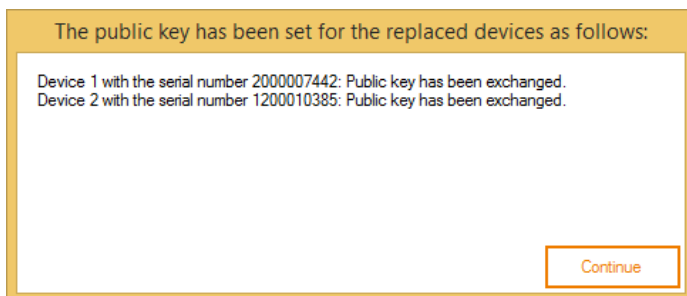 The public key has been set for the replaced devices as follows:
Device 1 with the serial number 2000007442: Public key has been exchanged.
Device 2 with the serial number 1200010385: Public key has been exchanged.
Continue